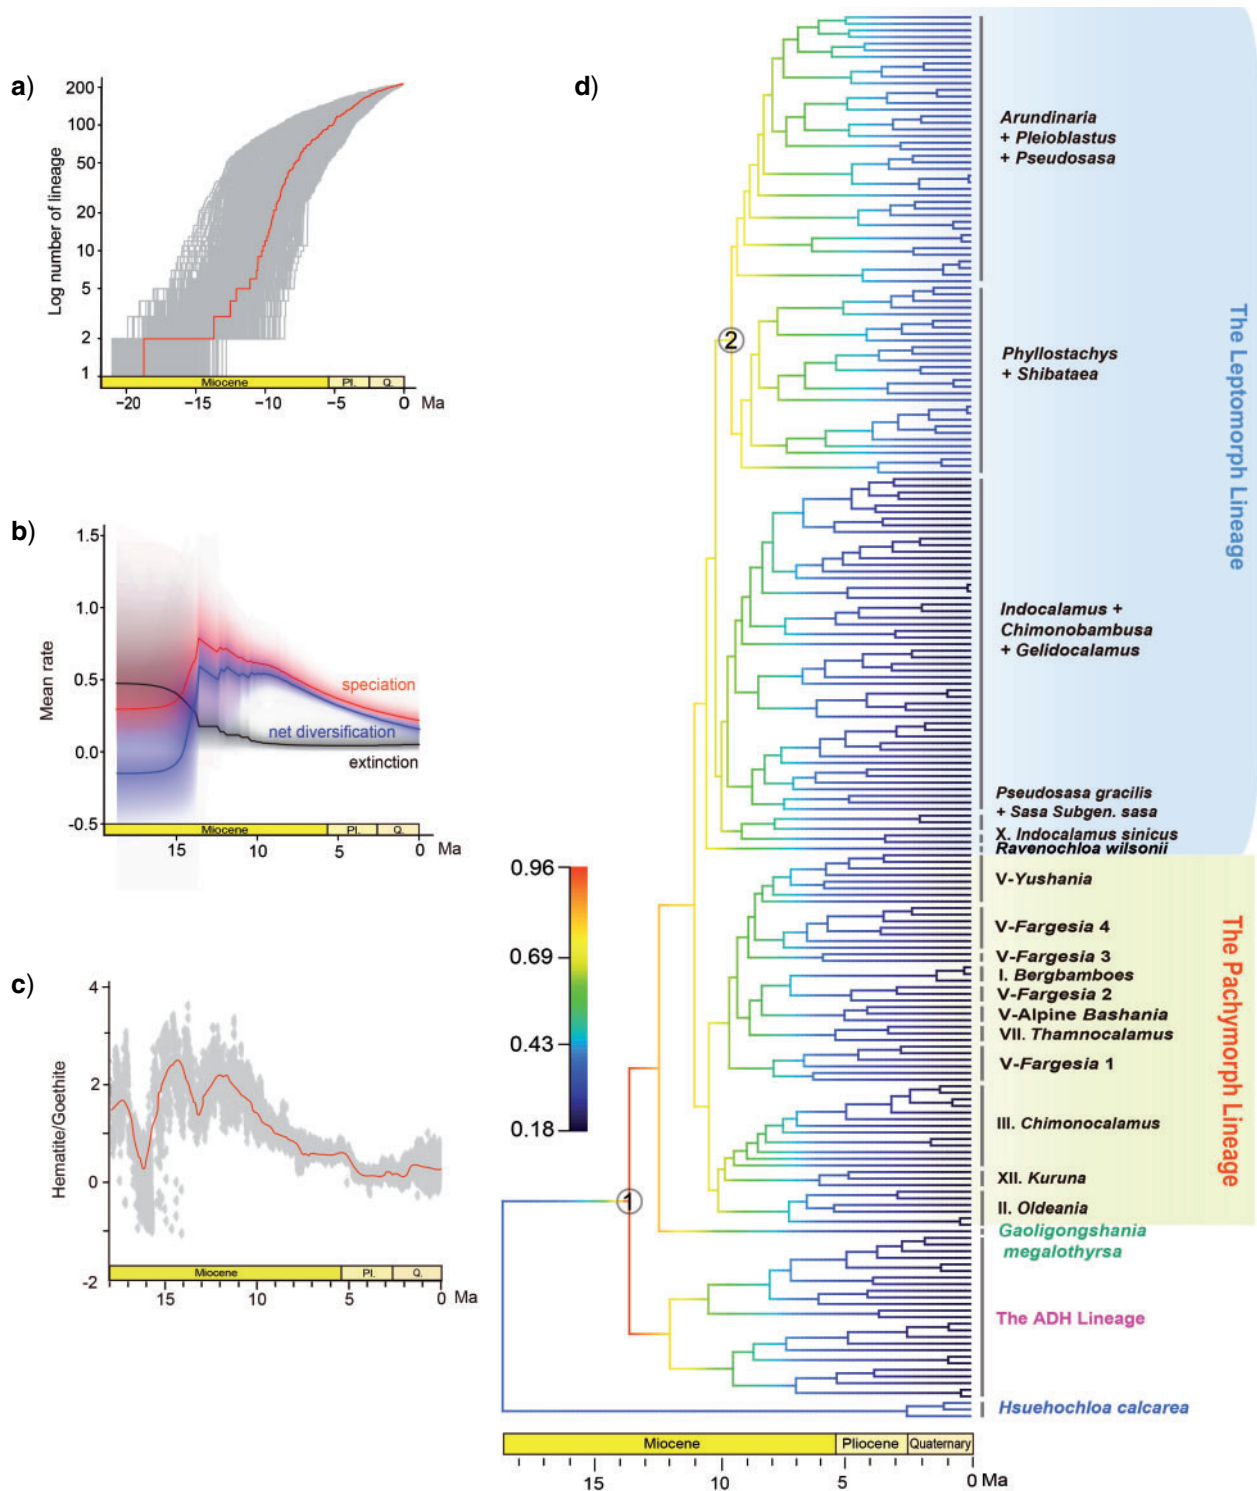 a)
Log number of lineage
200
100
50
20
10
5
2
1
Miocene
Pl.
Q.
−20
−15
−10
−5
0
Ma
b)
Mean rate
1.5
1.0
0.5
0.0
-0.5
speciation
net diversification
extinction
Miocene
Pl.
Q.
15
10
5
0
Ma
c)
Hematite/Goethite
4
2
0
-2
Miocene
Pl.
Q.
15
10
5
0
Ma
d)
2
1
0.96
0.69
0.43
0.18
Arundinaria
+ Pleioblastus
+ Pseudosasa
Phyllostachys
+ Shibataea
Indocalamus +
Chimonobambusa
+ Gelidocalamus
Pseudosasa gracilis
+ Sasa Subgen. sasa
X. Indocalamus sinicus
Ravenochloa wilsonii
The Leptomorph Lineage
V-Yushania
V-Fargesia 4
V-Fargesia 3
I. Bergbamboes
V-Fargesia 2
V-Alpine Bashania
VII. Thamnocalamus
V-Fargesia 1
III. Chimonocalamus
XII. Kuruna
II. Oldeania
The Pachymorph Lineage
Gaoligongshania
megalothyrsa
The ADH Lineage
Hsuehochloa calcarea
Miocene
Pliocene
Quaternary
15
10
5
0 Ma